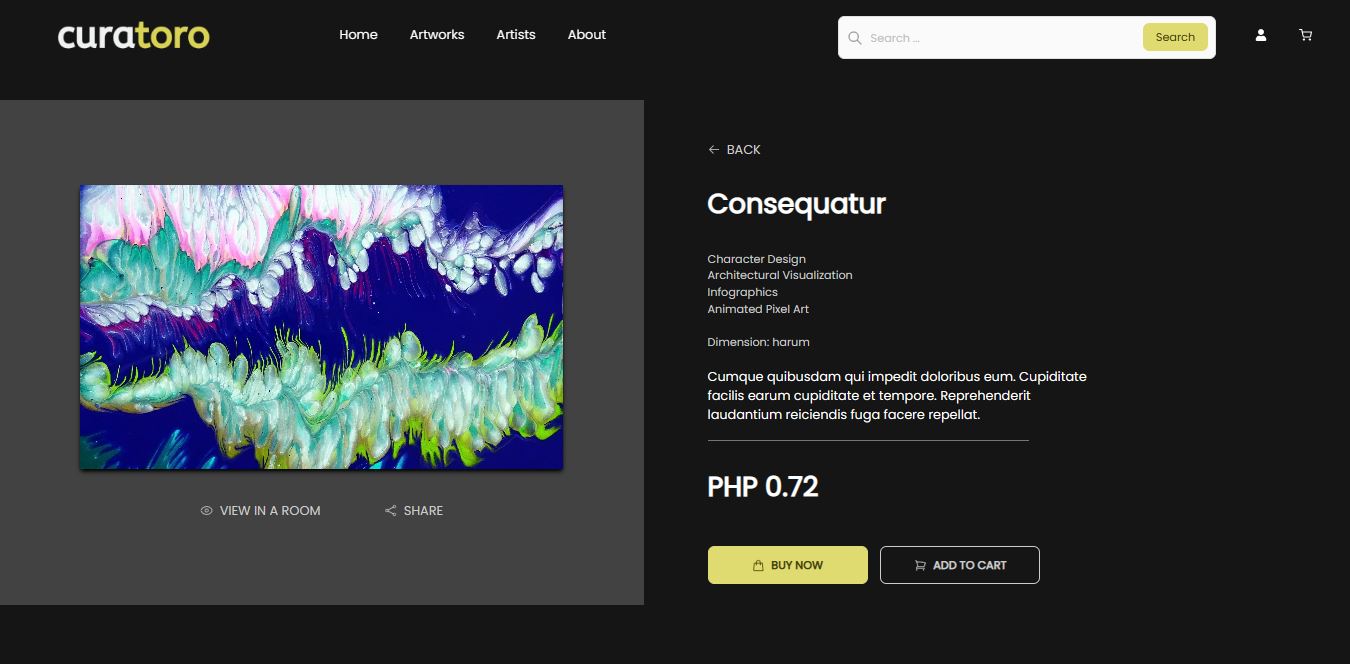 curatoro
Home Artworks Artists About
Search ...
Search
BACK
Consequatur
Character Design
Architectural Visualization
Infographics
Animated Pixel Art
Dimension: harum
Cumque quibusdam qui impedit doloribus eum. Cupiditate
facilis earum cupiditate et tempore. Reprehenderit
laudantium reiciendis fuga facere repellat.
PHP 0.72
VIEW IN A ROOM
SHARE
BUY NOW
ADD TO CART